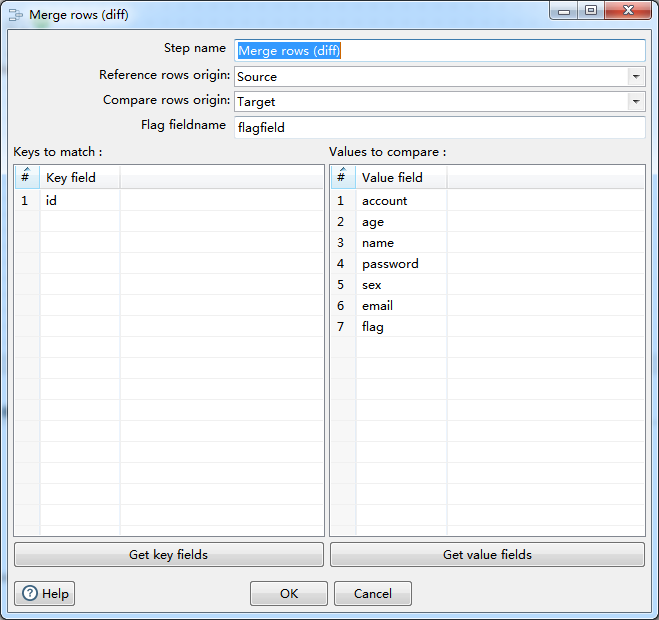 Merge rows (diff)
Step name Merge rows (diff)
Reference rows origin: Source
Compare rows origin: Target
Flag fieldname flagfield
Keys to match :
# Key field
1 id
Values to compare :
# Value field
1 account
2 age
3 name
4 password
5 sex
6 email
7 flag
Get key fields
Get value fields
? Help
OK
Cancel